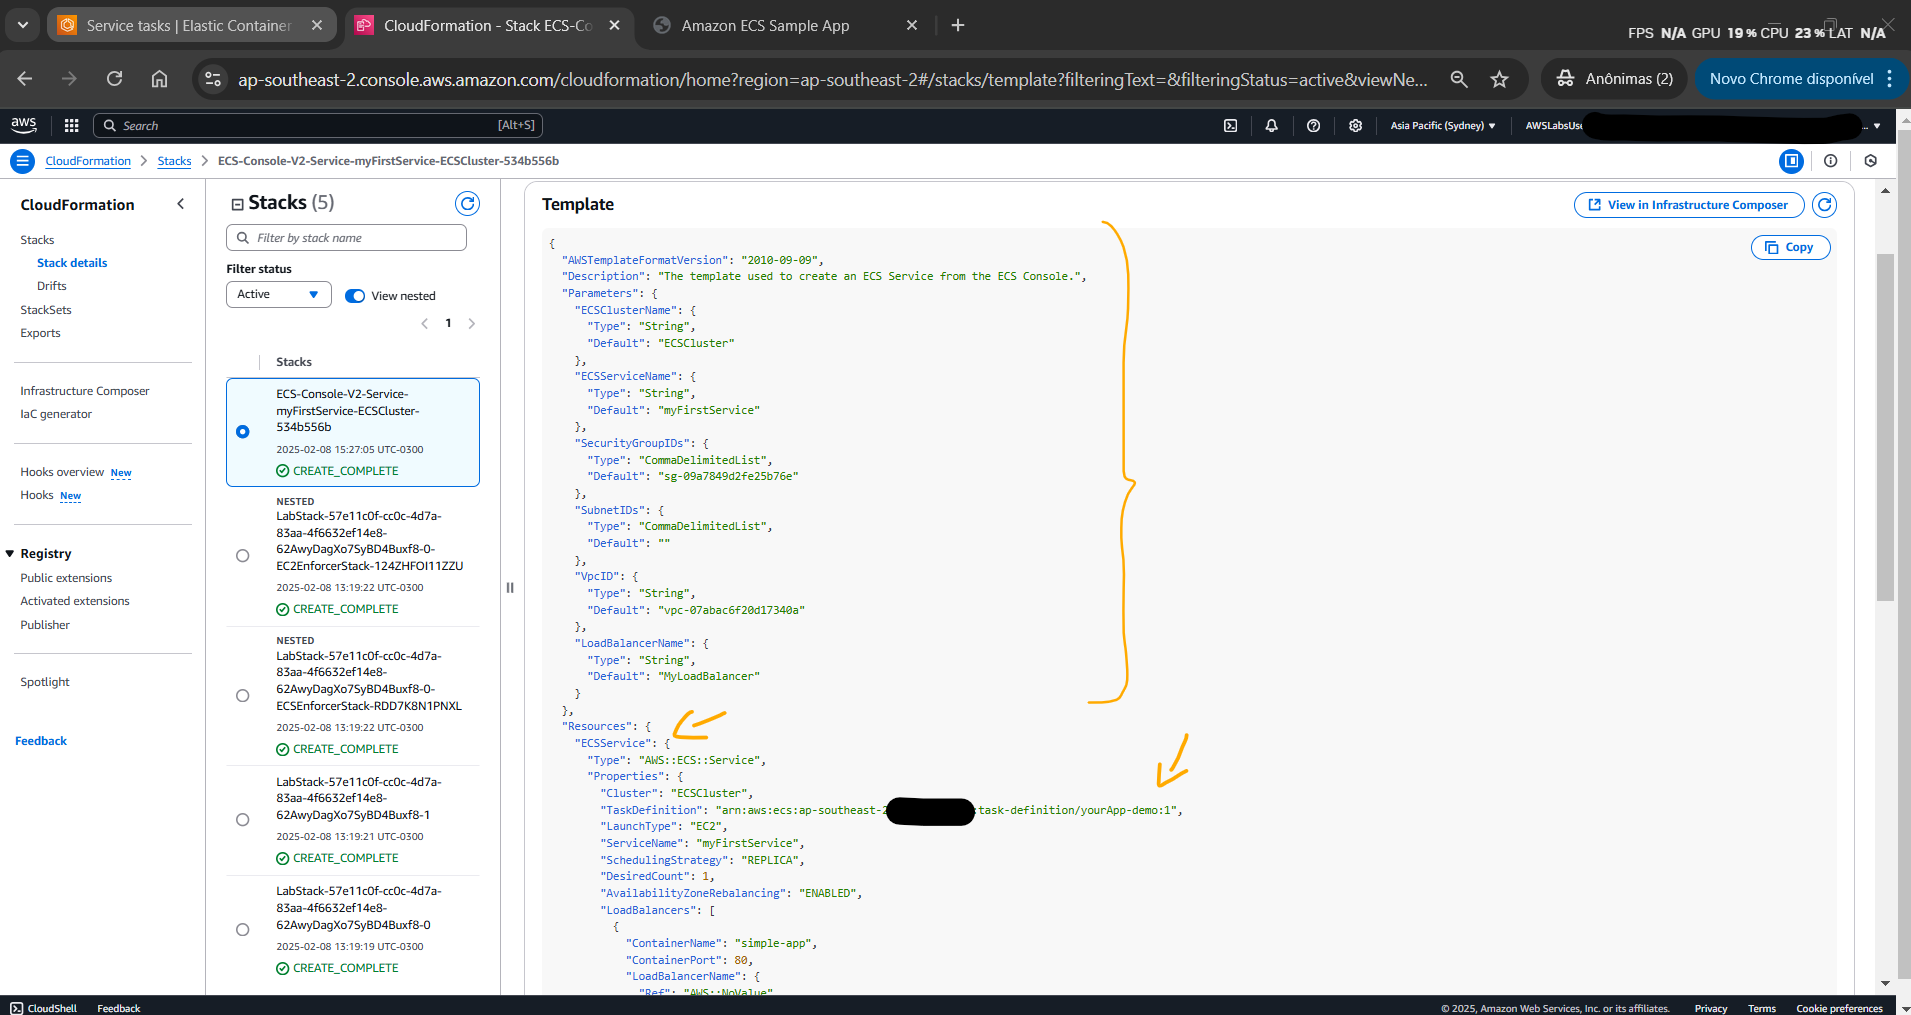 Service tasks | Elastic Container
CloudFormation - Stack ECS-Co
Amazon ECS Sample App
FPS N/A GPU 19 % CPU 23 % LAT N/A
ap-southeast-2.console.aws.amazon.com/cloudformation/home?region=ap-southeast-2#/stacks/template?filteringText=&filteringStatus=active&viewNe...
Anônimas (2)
Novo Chrome disponível
aws
Search
[Alt+S]
Asia Pacific (Sydney)
AWSLabsUse
CloudFormation
Stacks
ECS-Console-V2-Service-myFirstService-ECSCluster-534b556b
CloudFormation
Stacks
Stack details
Drifts
StackSets
Exports
Infrastructure Composer
IaC generator
Hooks overview New
Hooks New
Registry
Public extensions
Activated extensions
Publisher
Spotlight
Feedback
Stacks (5)
Filter by stack name
Filter status
Active
View nested
1
Stacks
ECS-Console-V2-Service-
myFirstService-ECSCluster-
534b556b
2025-02-08 15:27:05 UTC-0300
CREATE_COMPLETE
NESTED
LabStack-57e11c0f-cc0c-4d7a-
83aa-4f6632ef14e8-
62AwyDagXo7SyBD4Buxf8-0-
EC2EnforcerStack-124ZHFOI11ZZU
2025-02-08 13:19:22 UTC-0300
CREATE_COMPLETE
NESTED
LabStack-57e11c0f-cc0c-4d7a-
83aa-4f6632ef14e8-
62AwyDagXo7SyBD4Buxf8-0-
ECSEnforcerStack-RDD7K8N1PNXL
2025-02-08 13:19:22 UTC-0300
CREATE_COMPLETE
LabStack-57e11c0f-cc0c-4d7a-
83aa-4f6632ef14e8-
62AwyDagXo7SyBD4Buxf8-1
2025-02-08 13:19:21 UTC-0300
CREATE_COMPLETE
LabStack-57e11c0f-cc0c-4d7a-
83aa-4f6632ef14e8-
62AwyDagXo7SyBD4Buxf8-0
2025-02-08 13:19:19 UTC-0300
CREATE_COMPLETE
Template
View in Infrastructure Composer
Copy
{
"AWSTemplateFormatVersion": "2010-09-09",
"Description": "The template used to create an ECS Service from the ECS Console.",
"Parameters": {
"ECSClusterName": {
"Type": "String",
"Default": "ECSCluster"
},
"ECSServiceName": {
"Type": "String",
"Default": "myFirstService"
},
"SecurityGroupIDs": {
"Type": "CommaDelimitedList",
"Default": "sg-09a7849d2fe25b76e"
},
"SubnetIDs": {
"Type": "CommaDelimitedList",
"Default": ""
},
"VpcID": {
"Type": "String",
"Default": "vpc-07abac6f20d17340a"
},
"LoadBalancerName": {
"Type": "String",
"Default": "MyLoadBalancer"
}
},
"Resources": {
"ECSService": {
"Type": "AWS::ECS::Service",
"Properties": {
"Cluster": "ECSCluster",
"TaskDefinition": "arn:aws:ecs:ap-southeast-2 :task-definition/yourApp-demo:1",
"LaunchType": "EC2",
"ServiceName": "myFirstService",
"SchedulingStrategy": "REPLICA",
"DesiredCount": 1,
"AvailabilityZoneRebalancing": "ENABLED",
"LoadBalancers": [
{
"ContainerName": "simple-app",
"ContainerPort": 80,
"LoadBalancerName": {
"Ref": "AWS::NoValue"
CloudShell
Feedback
© 2025, Amazon Web Services, Inc. or its affiliates.
Privacy
Terms
Cookie preferences